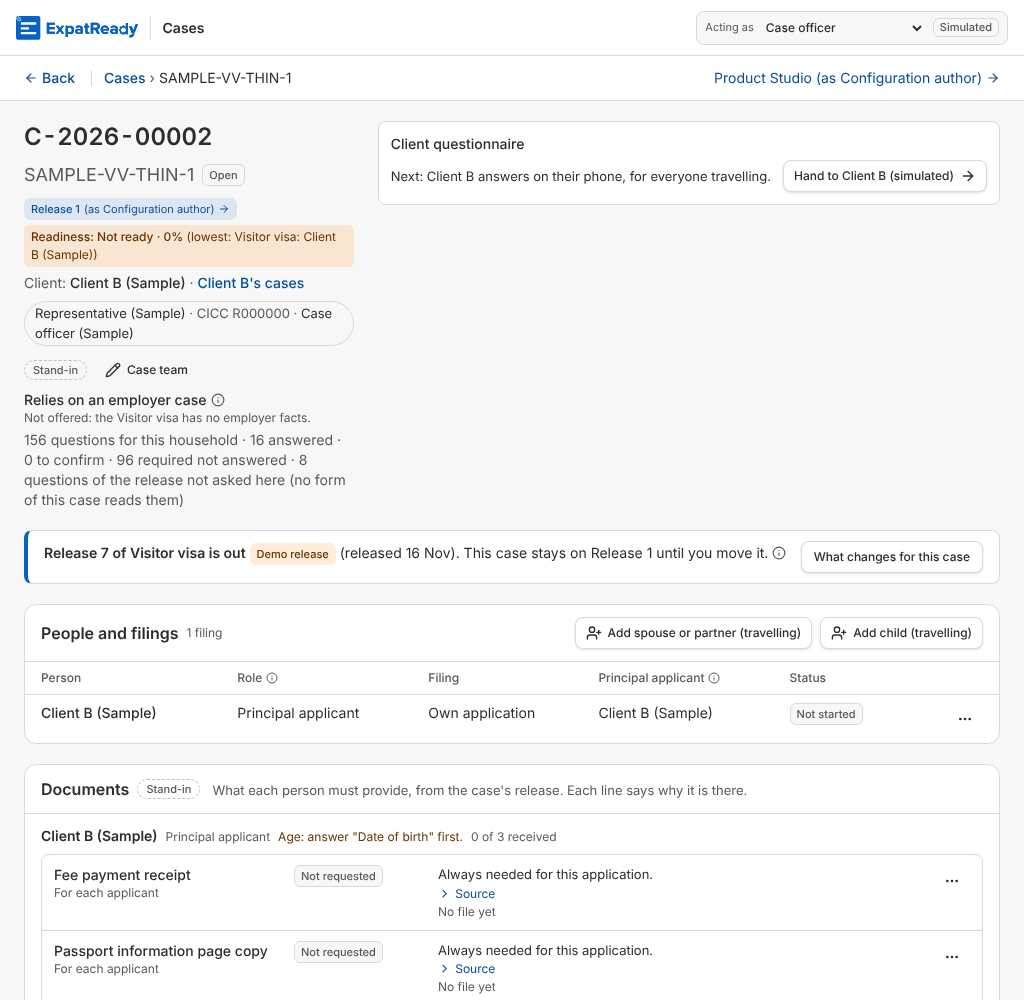 ExpatReady
Cases
Acting as Case officer Simulated
← Back
Cases › SAMPLE-VV-THIN-1
Product Studio (as Configuration author) →
C-2026-00002
SAMPLE-VV-THIN-1 Open
Release 1 (as Configuration author) →
Readiness: Not ready · 0% (lowest: Visitor visa: Client
B (Sample))
Client: Client B (Sample) · Client B's cases
Representative (Sample) · CICC R000000 · Case
officer (Sample)
Stand-in Case team
Relies on an employer case
Not offered: the Visitor visa has no employer facts.
156 questions for this household · 16 answered ·
0 to confirm · 96 required not answered · 8
questions of the release not asked here (no form
of this case reads them)
Client questionnaire
Next: Client B answers on their phone, for everyone travelling. Hand to Client B (simulated) →
Release 7 of Visitor visa is out Demo release (released 16 Nov). This case stays on Release 1 until you move it. What changes for this case
People and filings 1 filing Add spouse or partner (travelling) Add child (travelling)
Person Role Filing Principal applicant Status
Client B (Sample) Principal applicant Own application Client B (Sample) Not started ...
Documents Stand-in What each person must provide, from the case's release. Each line says why it is there.
Client B (Sample) Principal applicant Age: answer "Date of birth" first. 0 of 3 received
Fee payment receipt Not requested Always needed for this application. ...
For each applicant > Source
No file yet
Passport information page copy Not requested Always needed for this application. ...
For each applicant > Source
No file yet